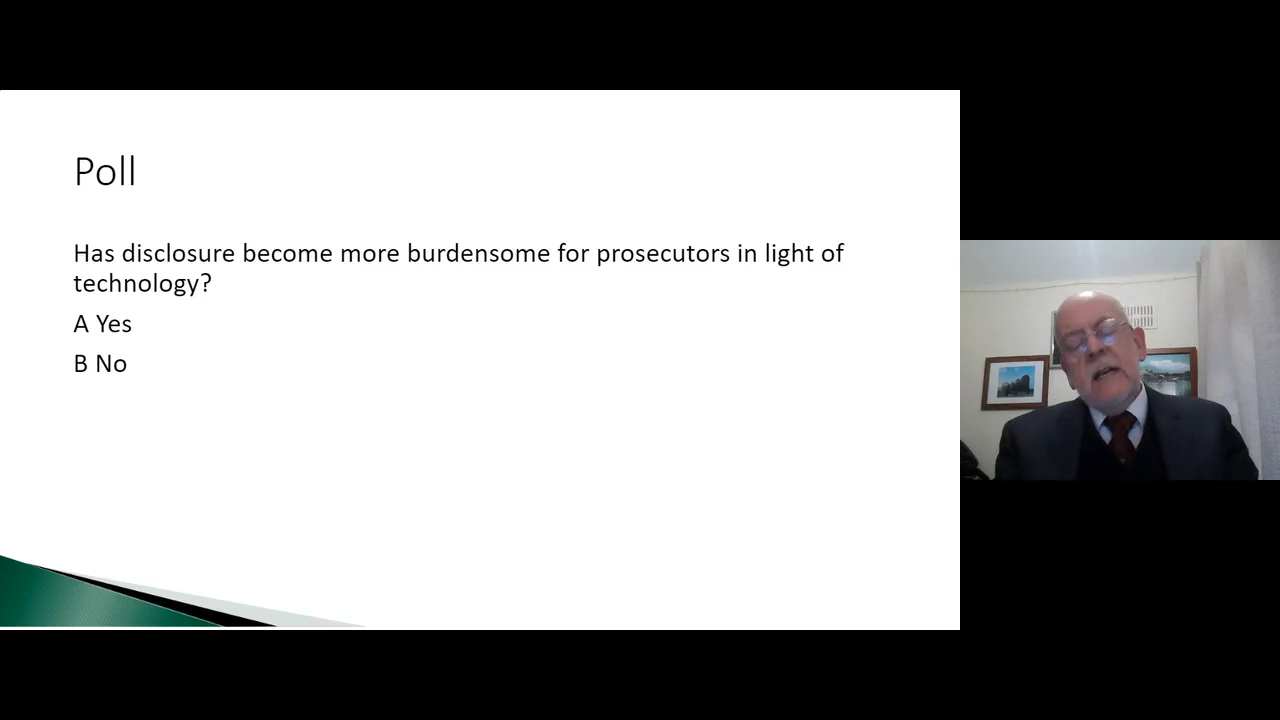 Poll
Has disclosure become more burdensome for prosecutors in light of
technology?
A Yes
B No